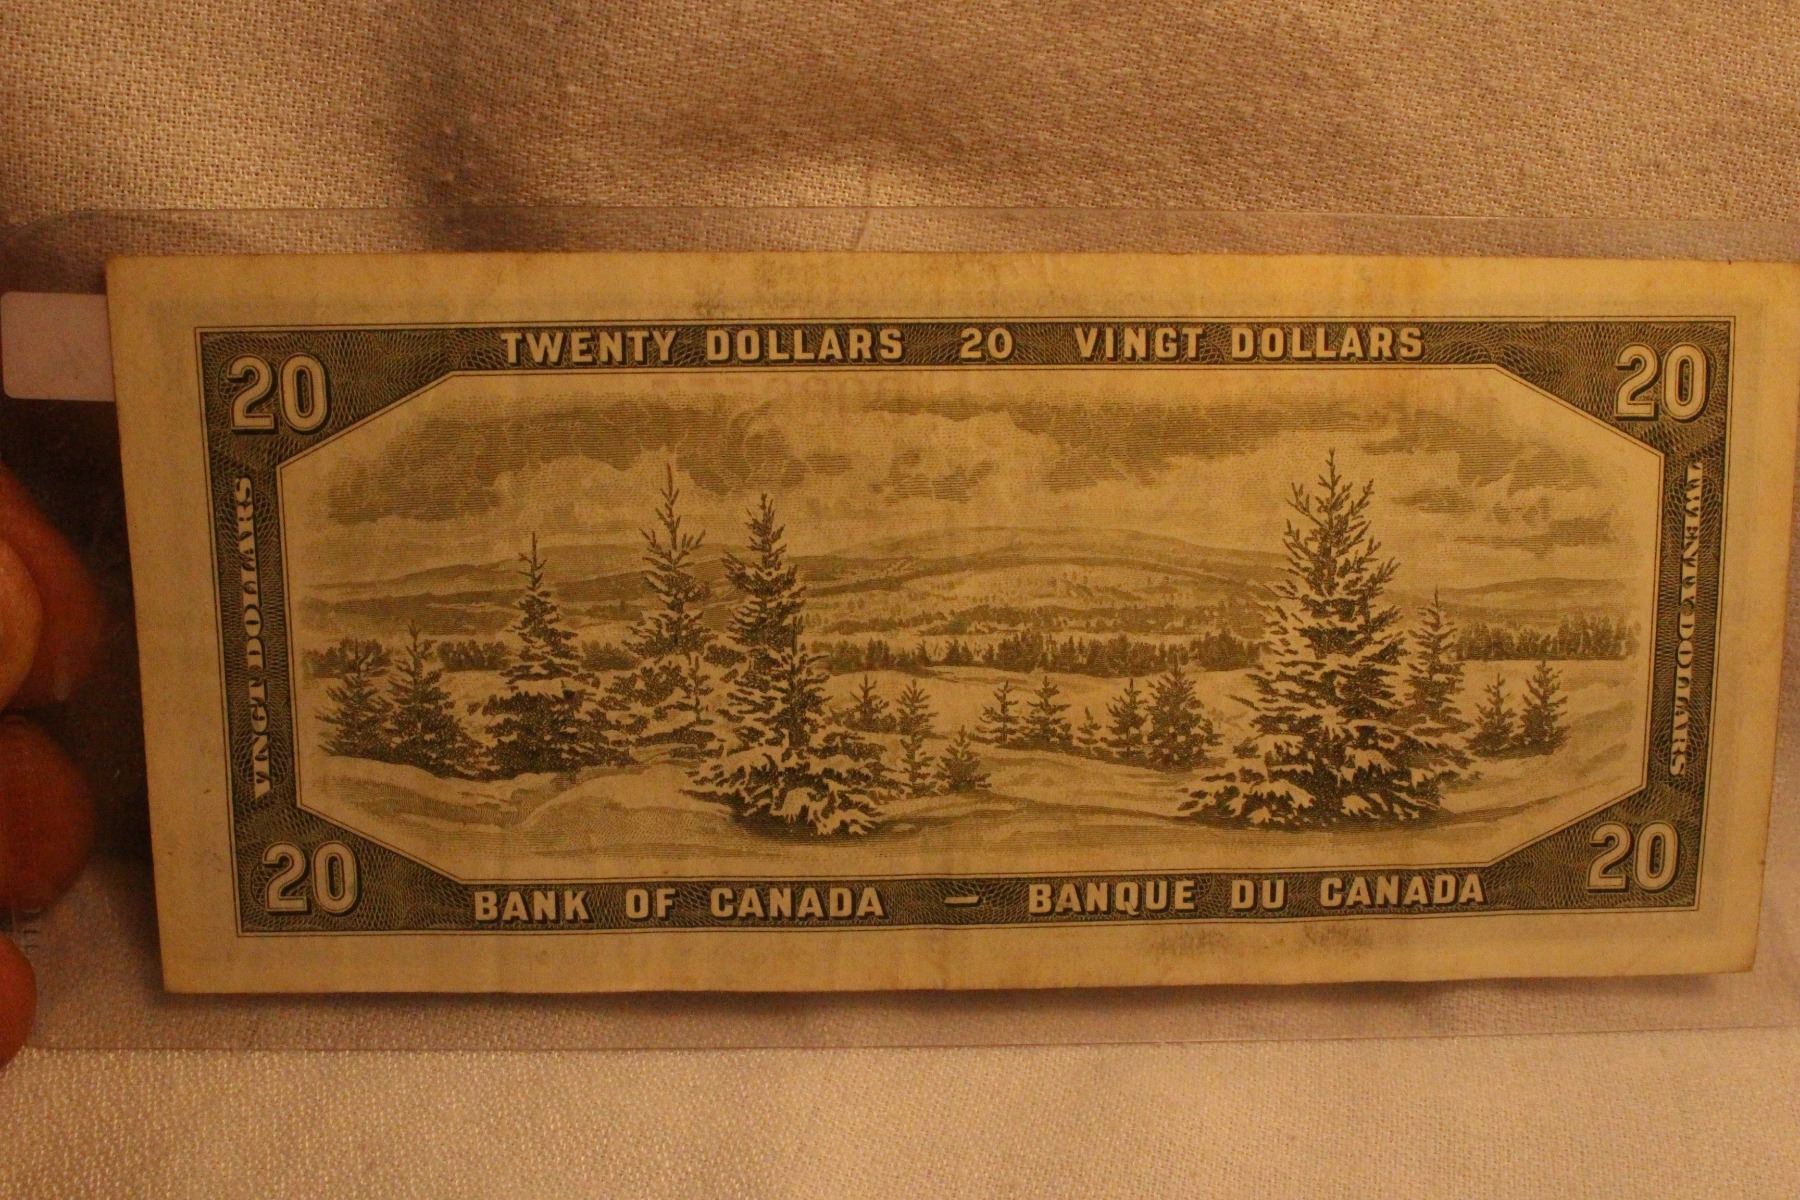 TWENTY DOLLARS 20 VINGT DOLLARS
20
20
VINGT DOLLARS
TWENTY DOLLARS
20
20
BANK OF CANADA — BANQUE DU CANADA